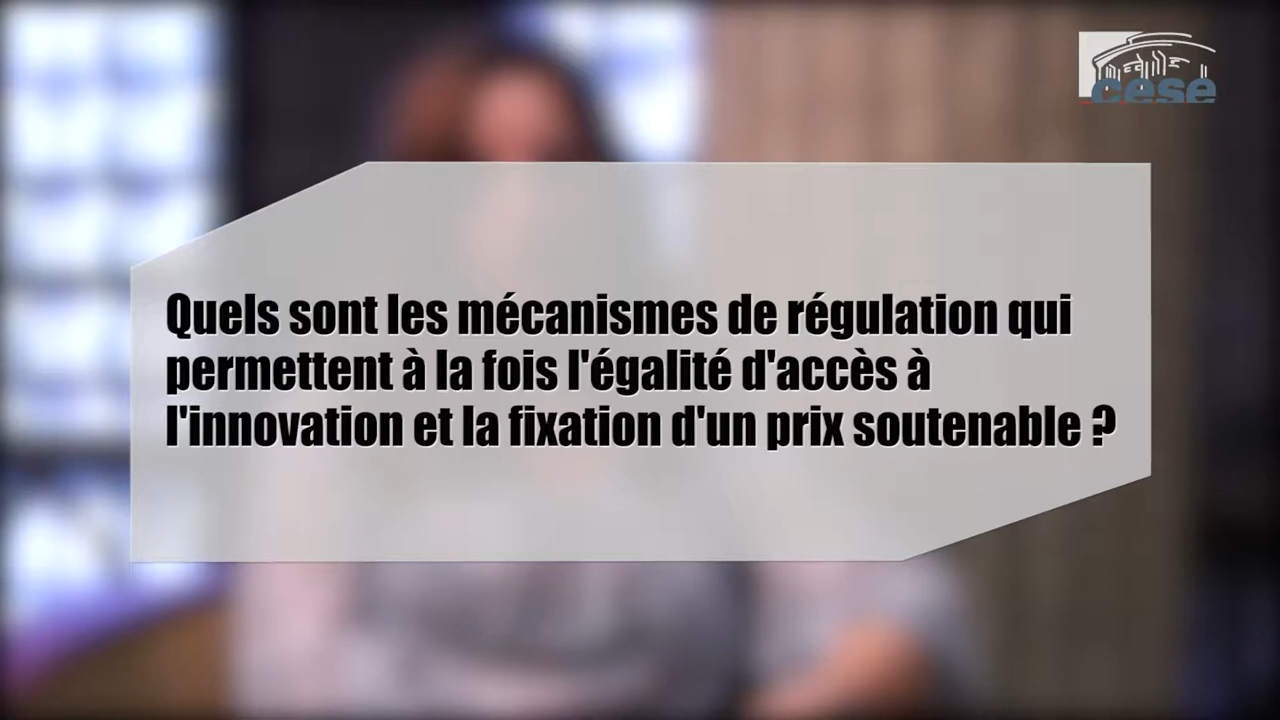 cese
Quels sont les mécanismes de régulation qui
permettent à la fois l'égalité d'accès à
l'innovation et la fixation d'un prix soutenable ?